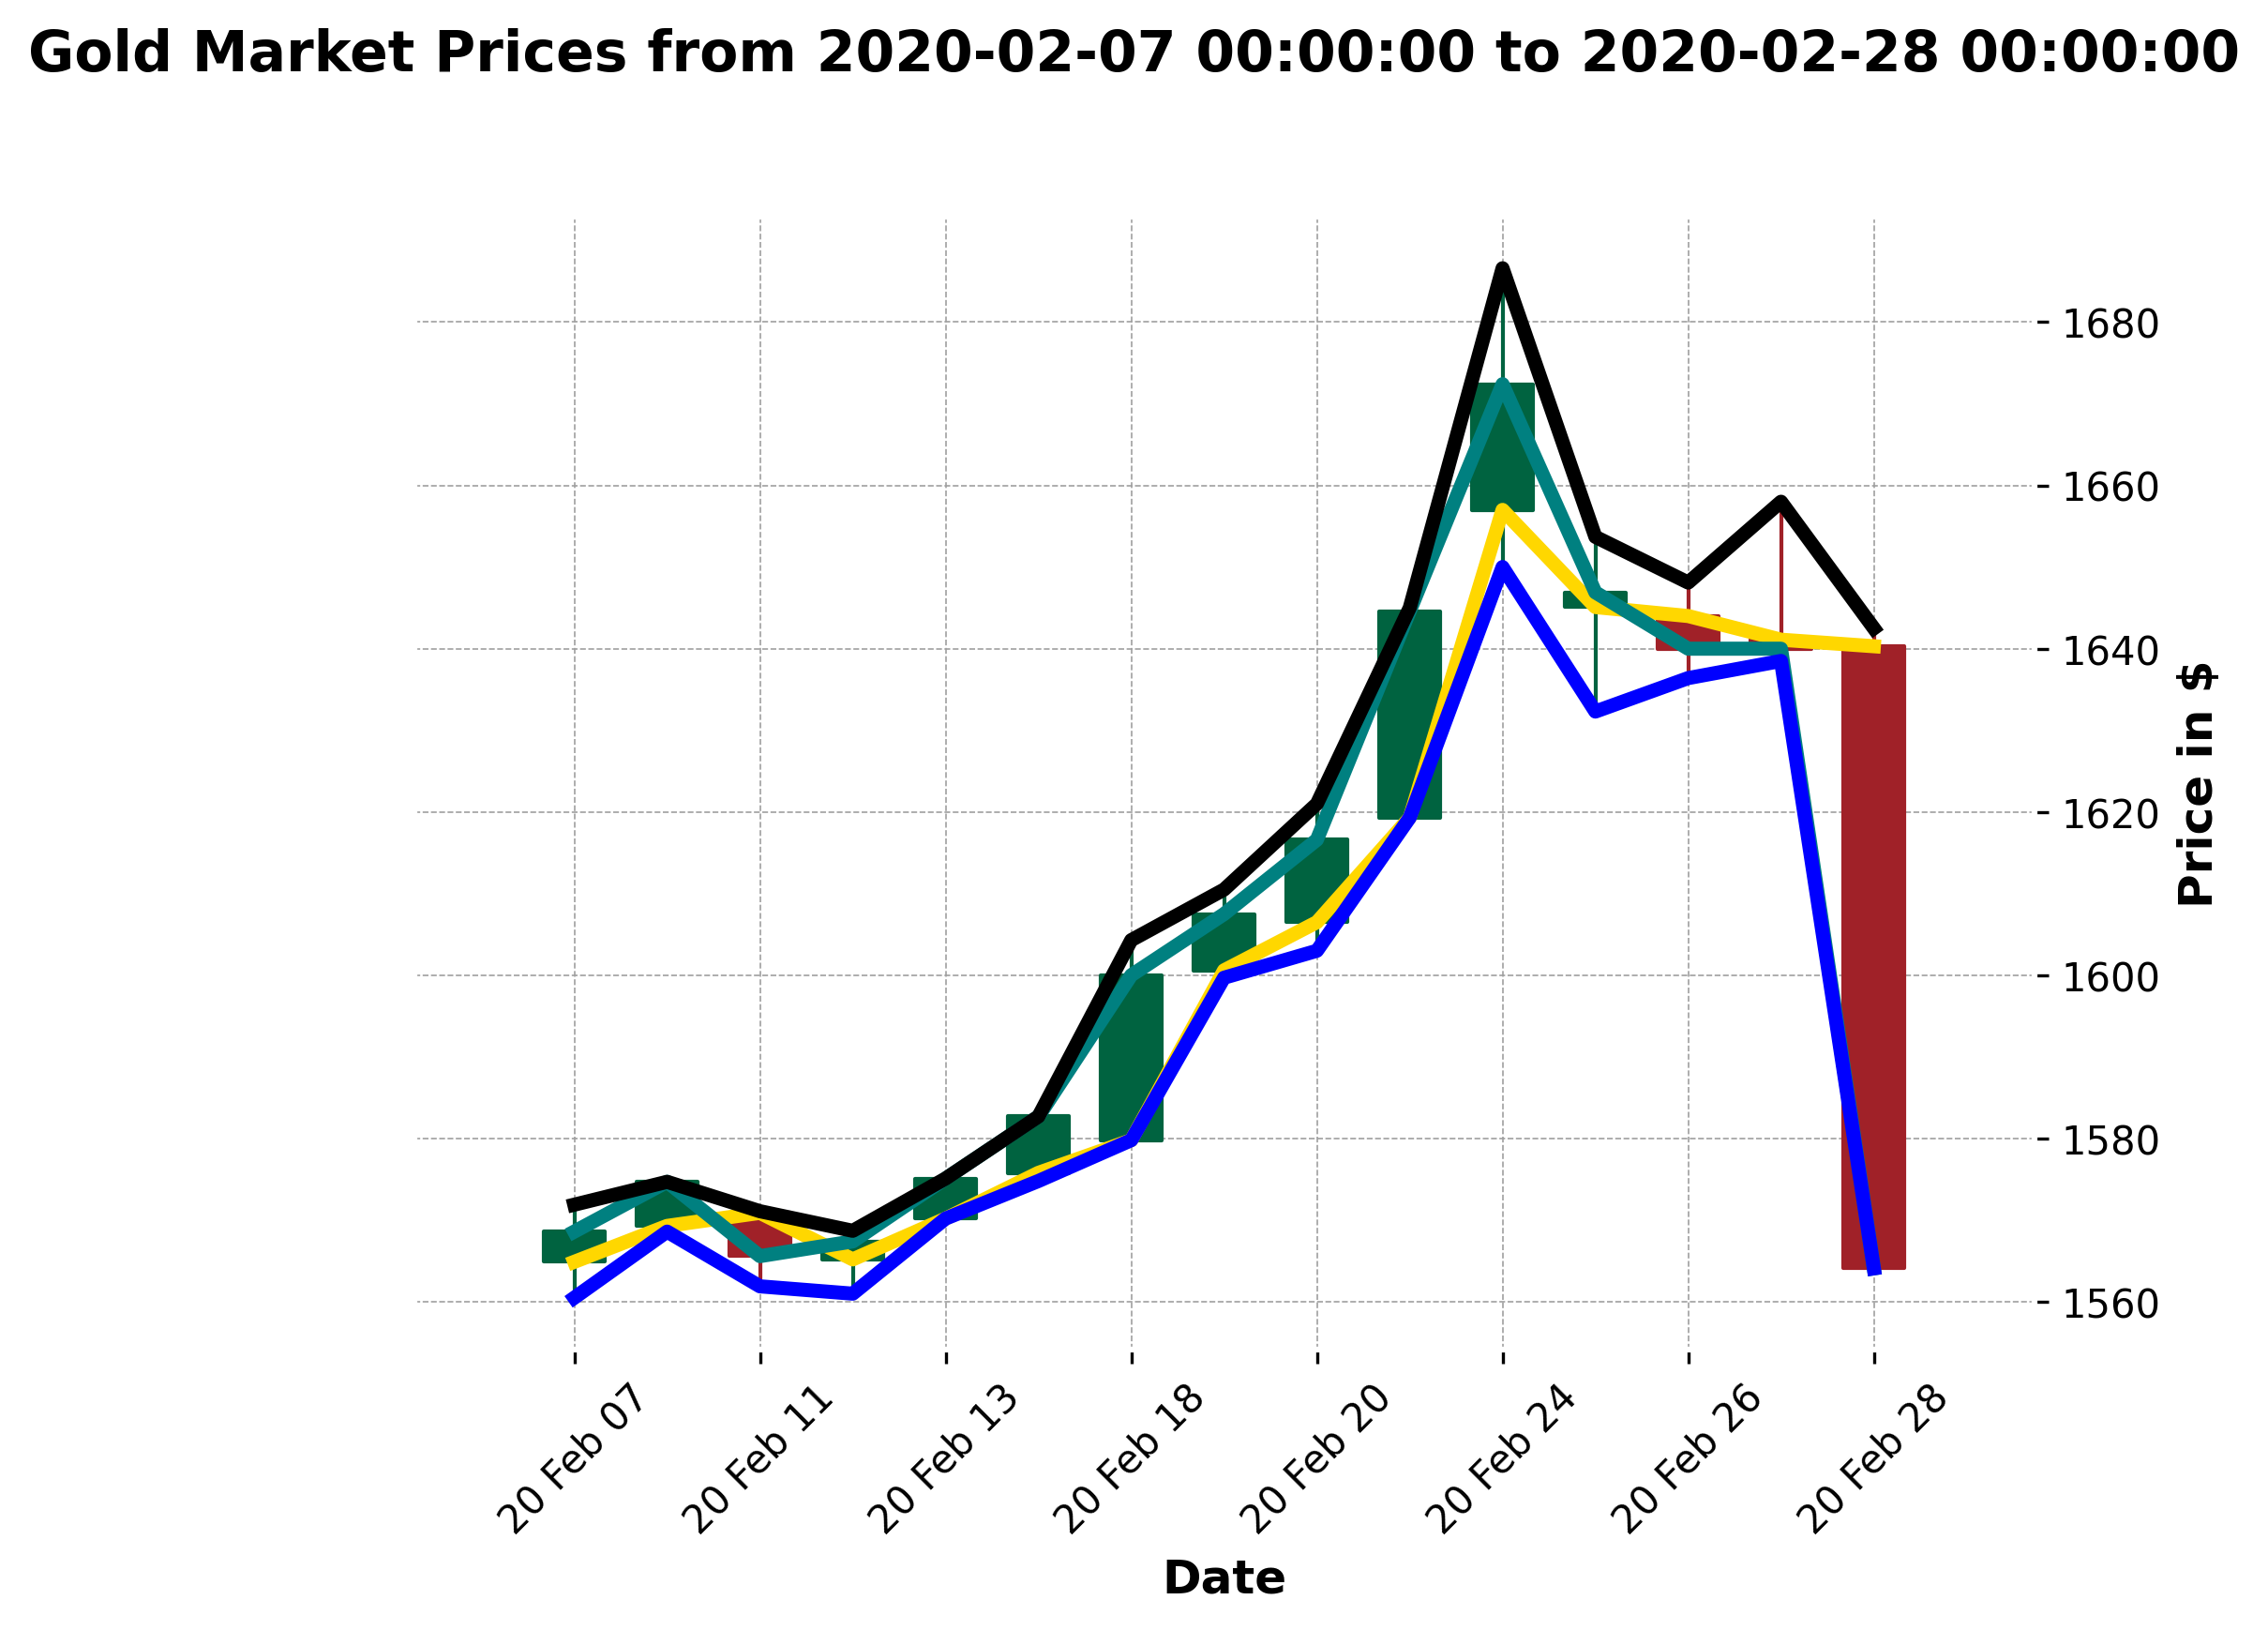 Gold Market Prices from 2020-02-07 00:00:00 to 2020-02-28 00:00:00
1680
1660
1640
1620
1600
1580
1560
Price in $
20 Feb 07
20 Feb 11
20 Feb 13
20 Feb 18
20 Feb 20
20 Feb 24
20 Feb 26
20 Feb 28
Date